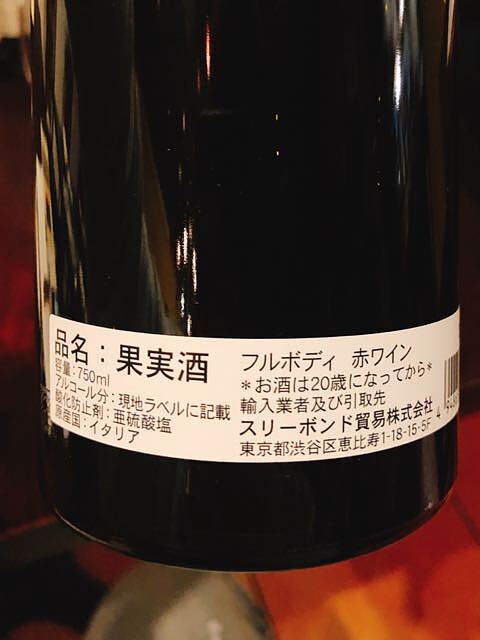 品名：果実酒
容量：750ml
アルコール分：現地ラベルに記載
酸化防止剤：亜硫酸塩
原産国：イタリア
フルボディ 赤ワイン
＊お酒は20歳になってから＊
輸入業者及び引取先
スリーボンド貿易株式会社
東京都渋谷区恵比寿1-18-15-5F